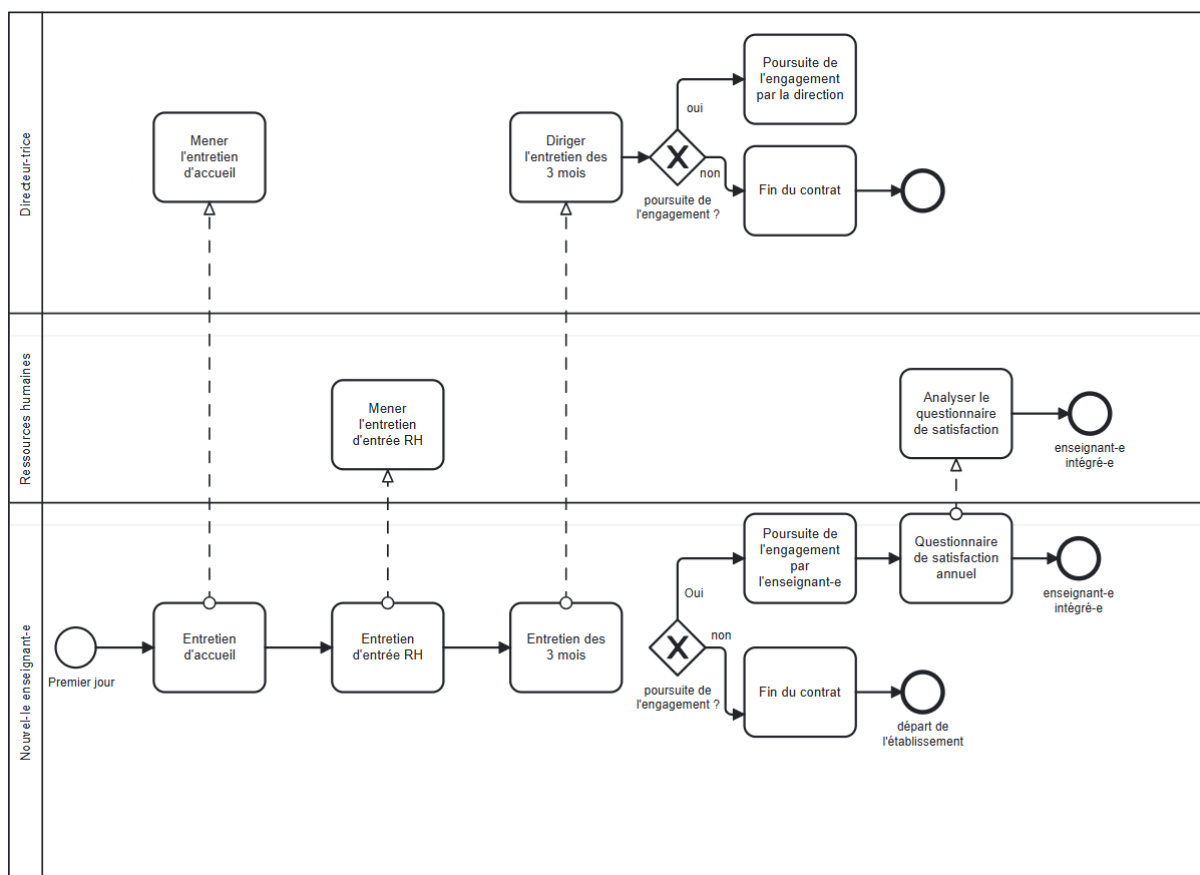 Directeur-trice
Mener
l'entretien
d'accueil
Diriger
l'entretien des
3 mois
poursuite de
l'engagement ?
oui
non
Poursuite de
l'engagement
par la direction
Fin du contrat
Ressources humaines
Mener
l'entretien
d'entrée RH
Analyser le
questionnaire
de satisfaction
enseignant-e
intégré-e
Nouvel-le enseignant-e
Premier jour
Entretien
d'accueil
Entretien
d'entrée RH
Entretien des
3 mois
poursuite de
l'engagement ?
Oui
non
Poursuite de
l'engagement
par
l'enseignant-e
Questionnaire
de satisfaction
annuel
enseignant-e
intégré-e
Fin du contrat
départ de
l'établissement